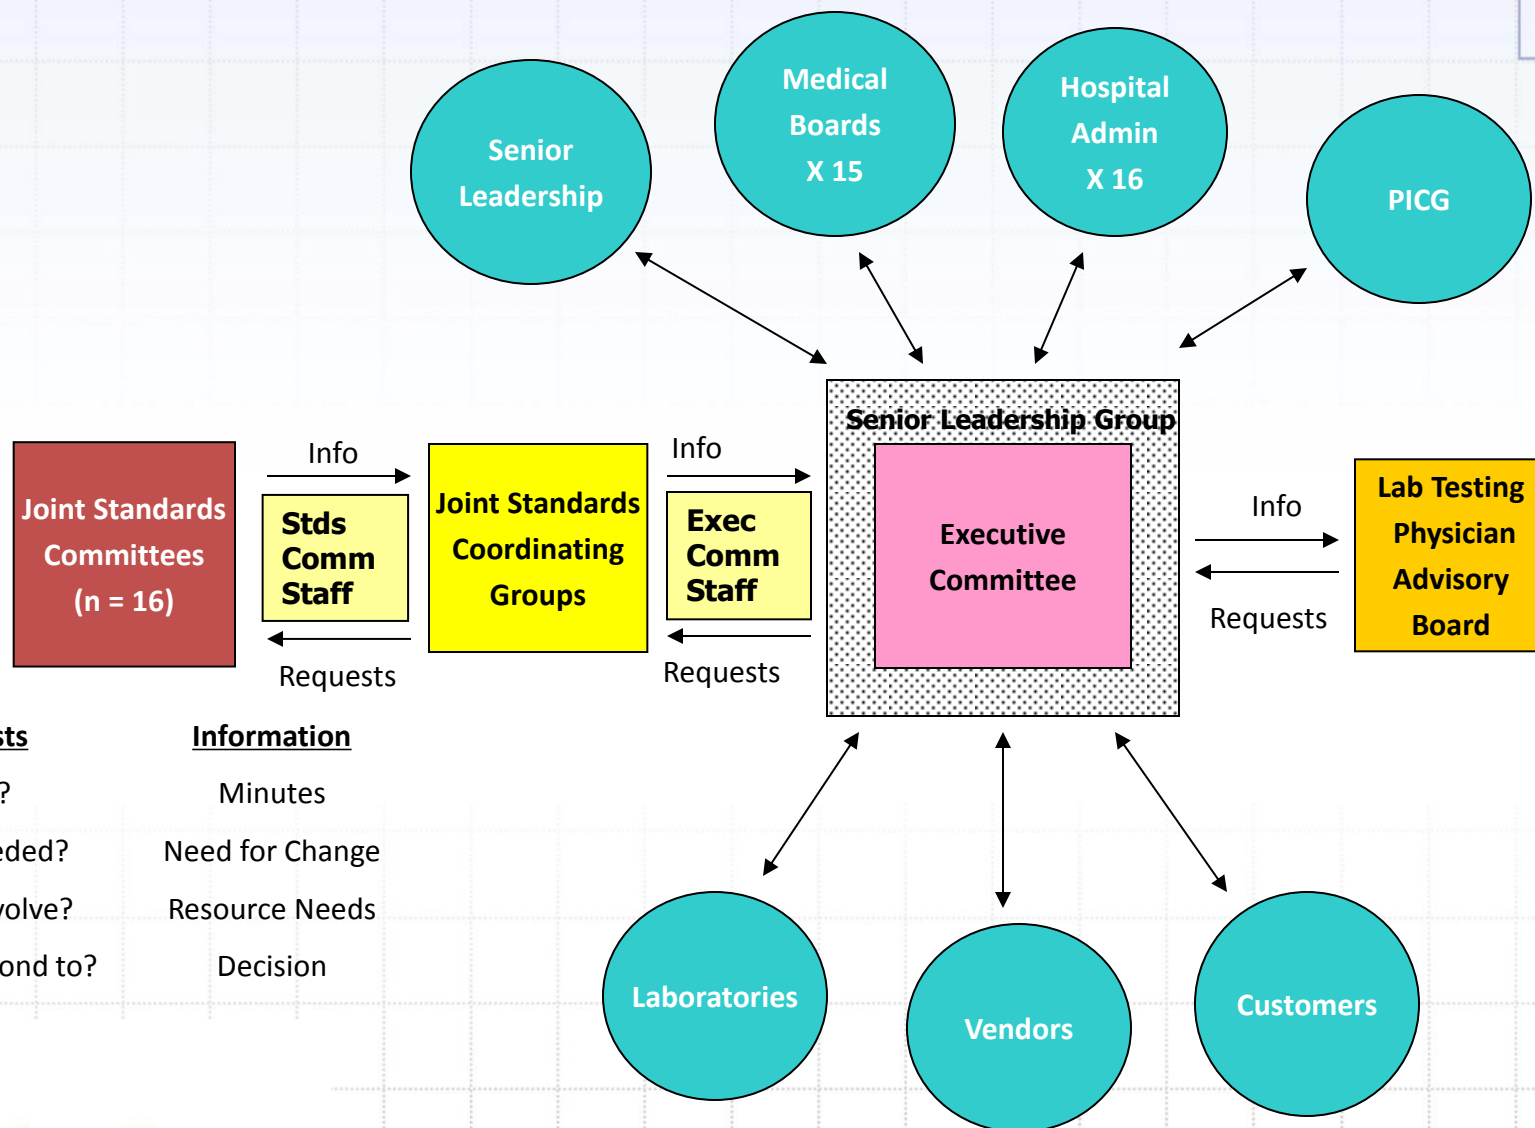 Medical
Boards
X 15
Hospital
Admin
X 16
Senior
Leadership
PICG
Senior Leadership Group
Joint Standards
Committees
(n = 16)
Info
Stds
Comm
Staff
Requests
Joint Standards
Coordinating
Groups
Info
Exec
Comm
Staff
Requests
Executive
Committee
Info
Requests
Lab Testing
Physician
Advisory
Board
Information
?
Minutes
Need for Change
Resource Needs
to?
Decision
Laboratories
Vendors
Customers